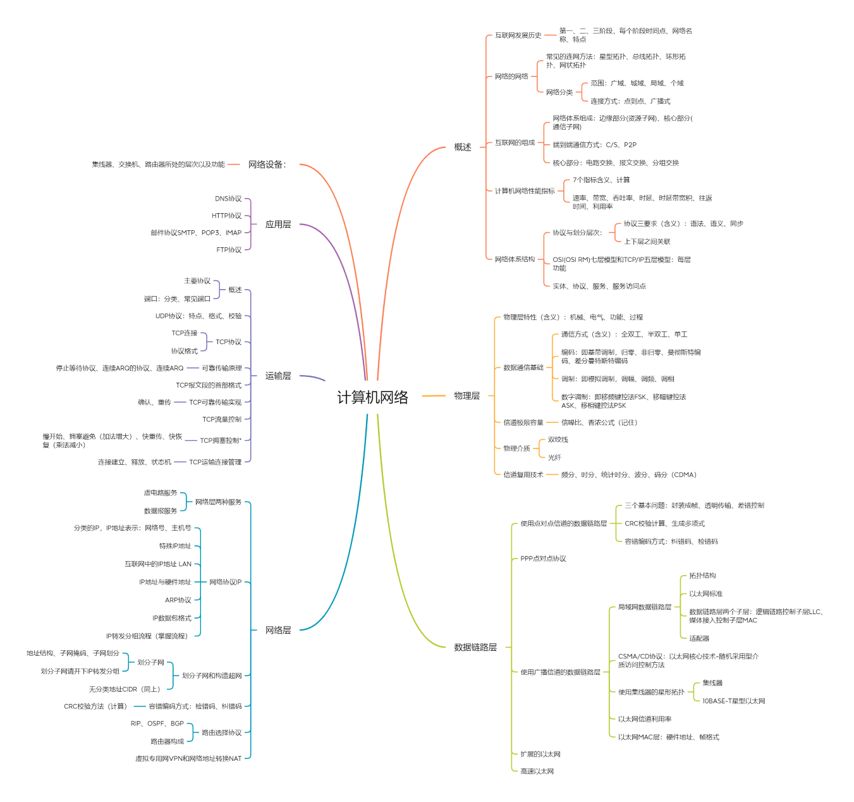 计算机网络
概述
互联网发展历史
第一、二、三阶段，每个阶段时间点、网络名
称、特点
网络的网络
常见的连网方法：星型拓扑、总线拓扑、环形拓
扑、网状拓扑
网络分类
范围：广域、城域、局域、个域
连接方式：点到点、广播式
互联网的组成
网络体系组成：边缘部分(资源子网)、核心部分(
通信子网)
端到端通信方式：C/S、P2P
核心部分：电路交换、报文交换、分组交换
计算机网络性能指标
7个指标含义、计算
速率、带宽、吞吐率、时延、时延带宽积、往返
时间、利用率
网络体系结构
协议与划分层次：
协议三要求（含义）：语法、语义、同步
上下层之间关联
OSI(OSI RM)七层模型和TCP/IP五层模型：每层
功能
实体、协议、服务、服务访问点
物理层
物理层特性（含义）：机械、电气、功能、过程
数据通信基础
通信方式（含义）：全双工、半双工、单工
编码：即基带调制，归零、非归零、曼彻斯特编
码、差分曼特斯特编码
调制：即模拟调制，调幅、调频、调相
数字调制：即移频键控法FSK、移幅键控法
ASK、移相键控法PSK
信道极限容量
信噪比、香浓公式（记住）
物理介质
双绞线
光纤
信道复用技术
频分、时分、统计时分、波分、码分（CDMA）
数据链路层
使用点对点信道的数据链路层
三个基本问题：封装成帧、透明传输、差错控制
CRC校验计算、生成多项式
容错编码方式：纠错码、检错码
PPP点对点协议
使用广播信道的数据链路层
局域网数据链路层
拓扑结构
以太网标准
数据链路层两个子层：逻辑链路控制子层LLC、
媒体接入控制子层MAC
适配器
CSMA/CD协议：以太网核心技术-随机采用型介
质访问控制方法
使用集线器的星形拓扑
集线器
10BASE-T星型以太网
以太网信道利用率
以太网MAC层：硬件地址、帧格式
扩展的以太网
高速以太网
网络设备：
集线器、交换机、路由器所处的层次以及功能
应用层
DNS协议
HTTP协议
邮件协议SMTP、POP3、IMAP
FTP协议
运输层
概述
主要协议
端口：分类、常见端口
UDP协议：特点、格式、校验
TCP协议
TCP连接
协议格式
可靠传输原理
停止等待协议、连续ARQ的协议、连续ARQ
TCP报文段的首部格式
TCP可靠传输实现
确认、重传
TCP流量控制
TCP拥塞控制*
慢开始、拥塞避免（加法增大）、快重传、快恢
复（乘法减小）
TCP运输连接管理
连接建立、释放、状态机
网络层
网络层两种服务
虚电路服务
数据报服务
网络协议IP
分类的IP，IP地址表示：网络号、主机号
特殊IP地址
互联网中的IP地址 LAN
IP地址与硬件地址
ARP协议
IP数据包格式
IP转发分组流程（掌握流程）
划分子网和构造超网
划分子网
地址结构、子网掩码、子网划分
划分子网请开下IP转发分组
无分类地址CIDR（同上）
容错编码方式：检错码、纠错码
CRC校验方法（计算）
路由选择协议
RIP、OSPF、BGP
路由器构成
虚拟专用网VPN和网络地址转换NAT